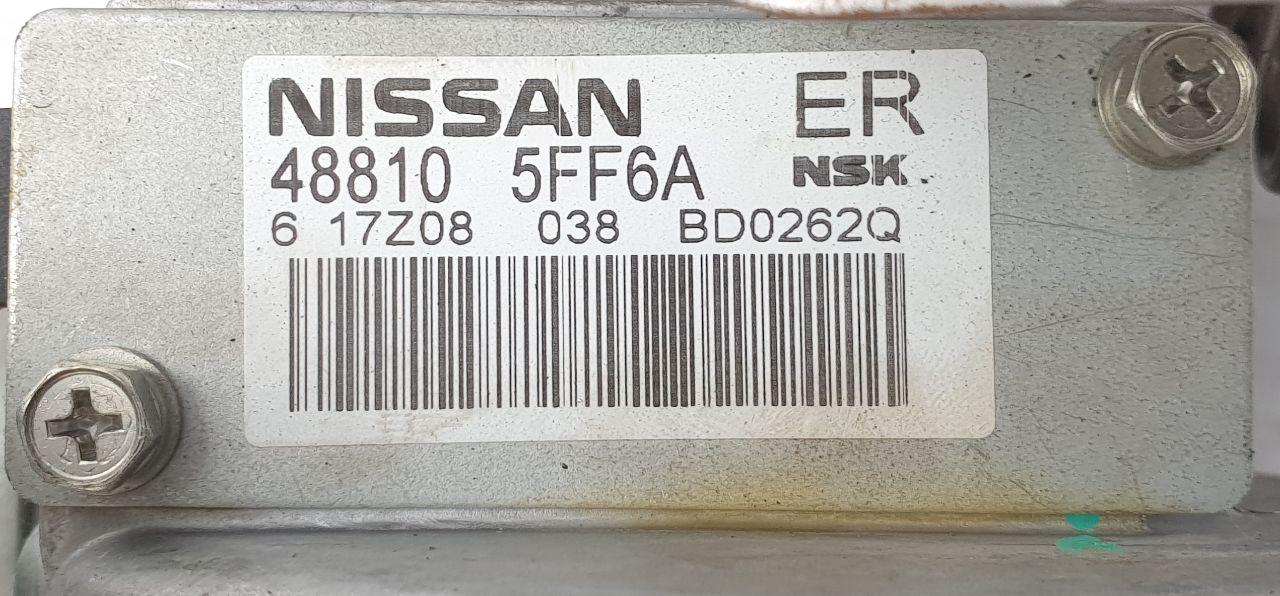 NISSAN ER
48810 5FF6A NSK.
6 17Z08 038 BD0262Q